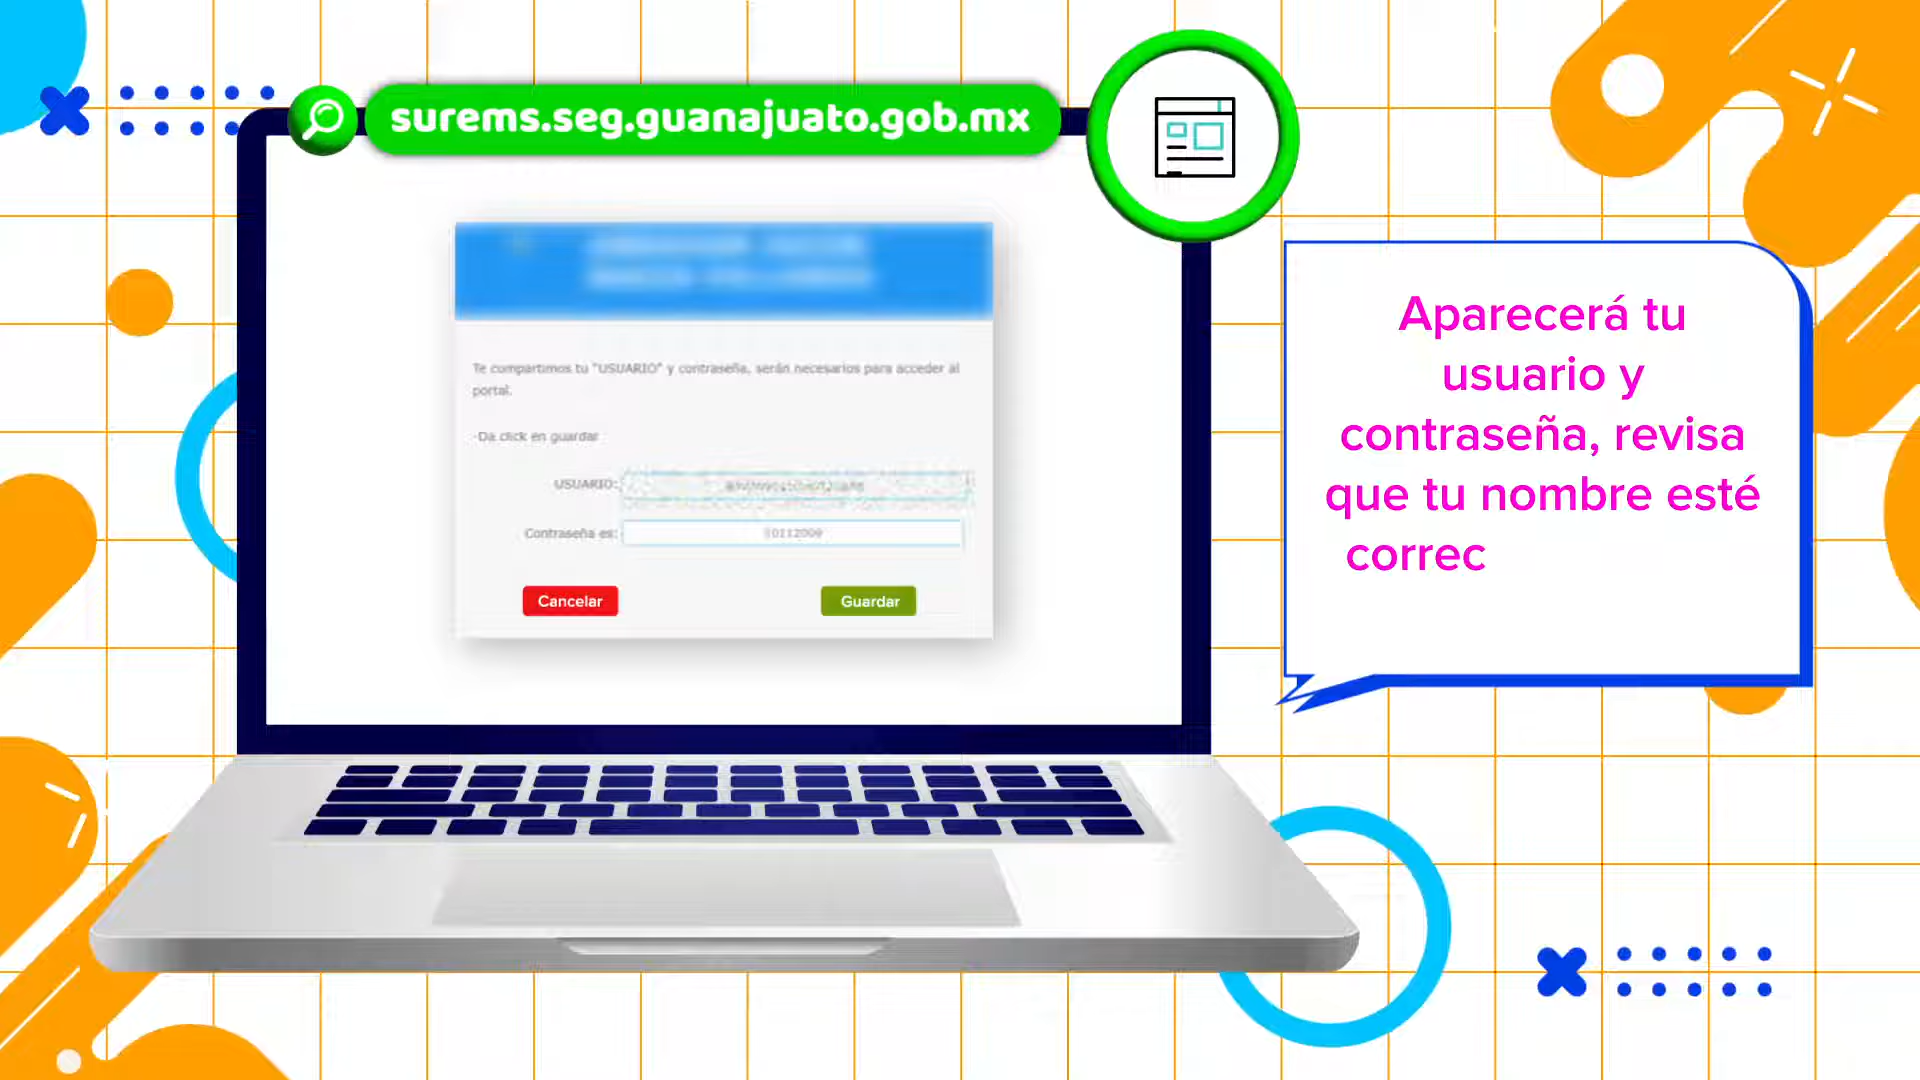 surems.seg.guanajuato.gob.mx
Te compartimos tu "USUARIO" y contraseña, serán necesarios para acceder al
portal.
-Da click en guardar
USUARIO:
Contraseña es:
Cancelar
Guardar
Aparecerá tu
usuario y
contraseña, revisa
que tu nombre esté
correc